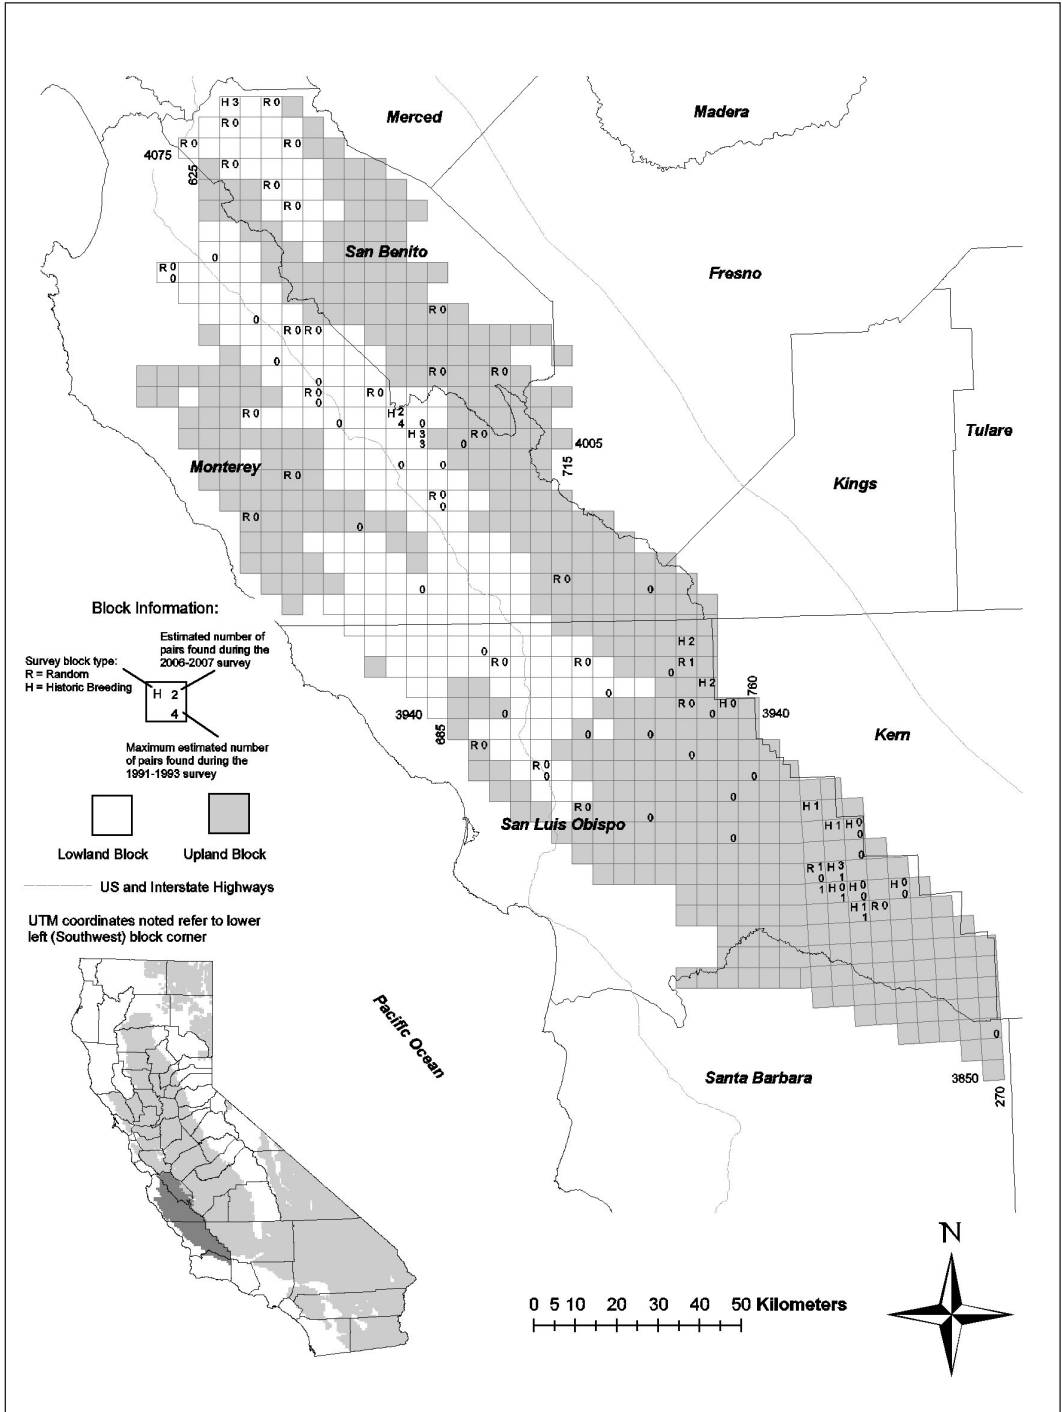 Merced
Madera
H 3 R 0
R 0
R 0 R 0
4075
R 0
625
R 0
R 0
San Benito
0
Fresno
R 0
0
R 0
0
R 0 R 0
0
R 0 R 0
0
R 0 R 0
0
R 0 H 2
0 4 0
Tulare
H 3 R 0
3 0
4005
Monterey
0 0
715
R 0
Kings
R 0
0
R 0
0
R 0
0 0
Block Information:
Estimated number of
pairs found during the
2006-2007 survey
Survey block type:
R = Random
H = Historic Breeding
H 2
4
Maximum estimated number
of pairs found during the
1991-1993 survey
H 2
0
R 0 R 0 R 1
0
H 2
0
760
R 0 H 0
3940
0 0
3940
685
0 0
Kern
R 0
0
R 0
0 0
0
H 1
R 0
San Luis Obispo
0
H 1 H 0
0
0
0
Lowland Block
Upland Block
R 1 H 3
0 1
1 H 0 H 0 H 0
1 0 0
H 1 R 0
1
US and Interstate Highways
UTM coordinates noted refer to lower
left (Southwest) block corner
Pacific Ocean
0
Santa Barbara
3850
270
N
0 5 10 20 30 40 50 Kilometers